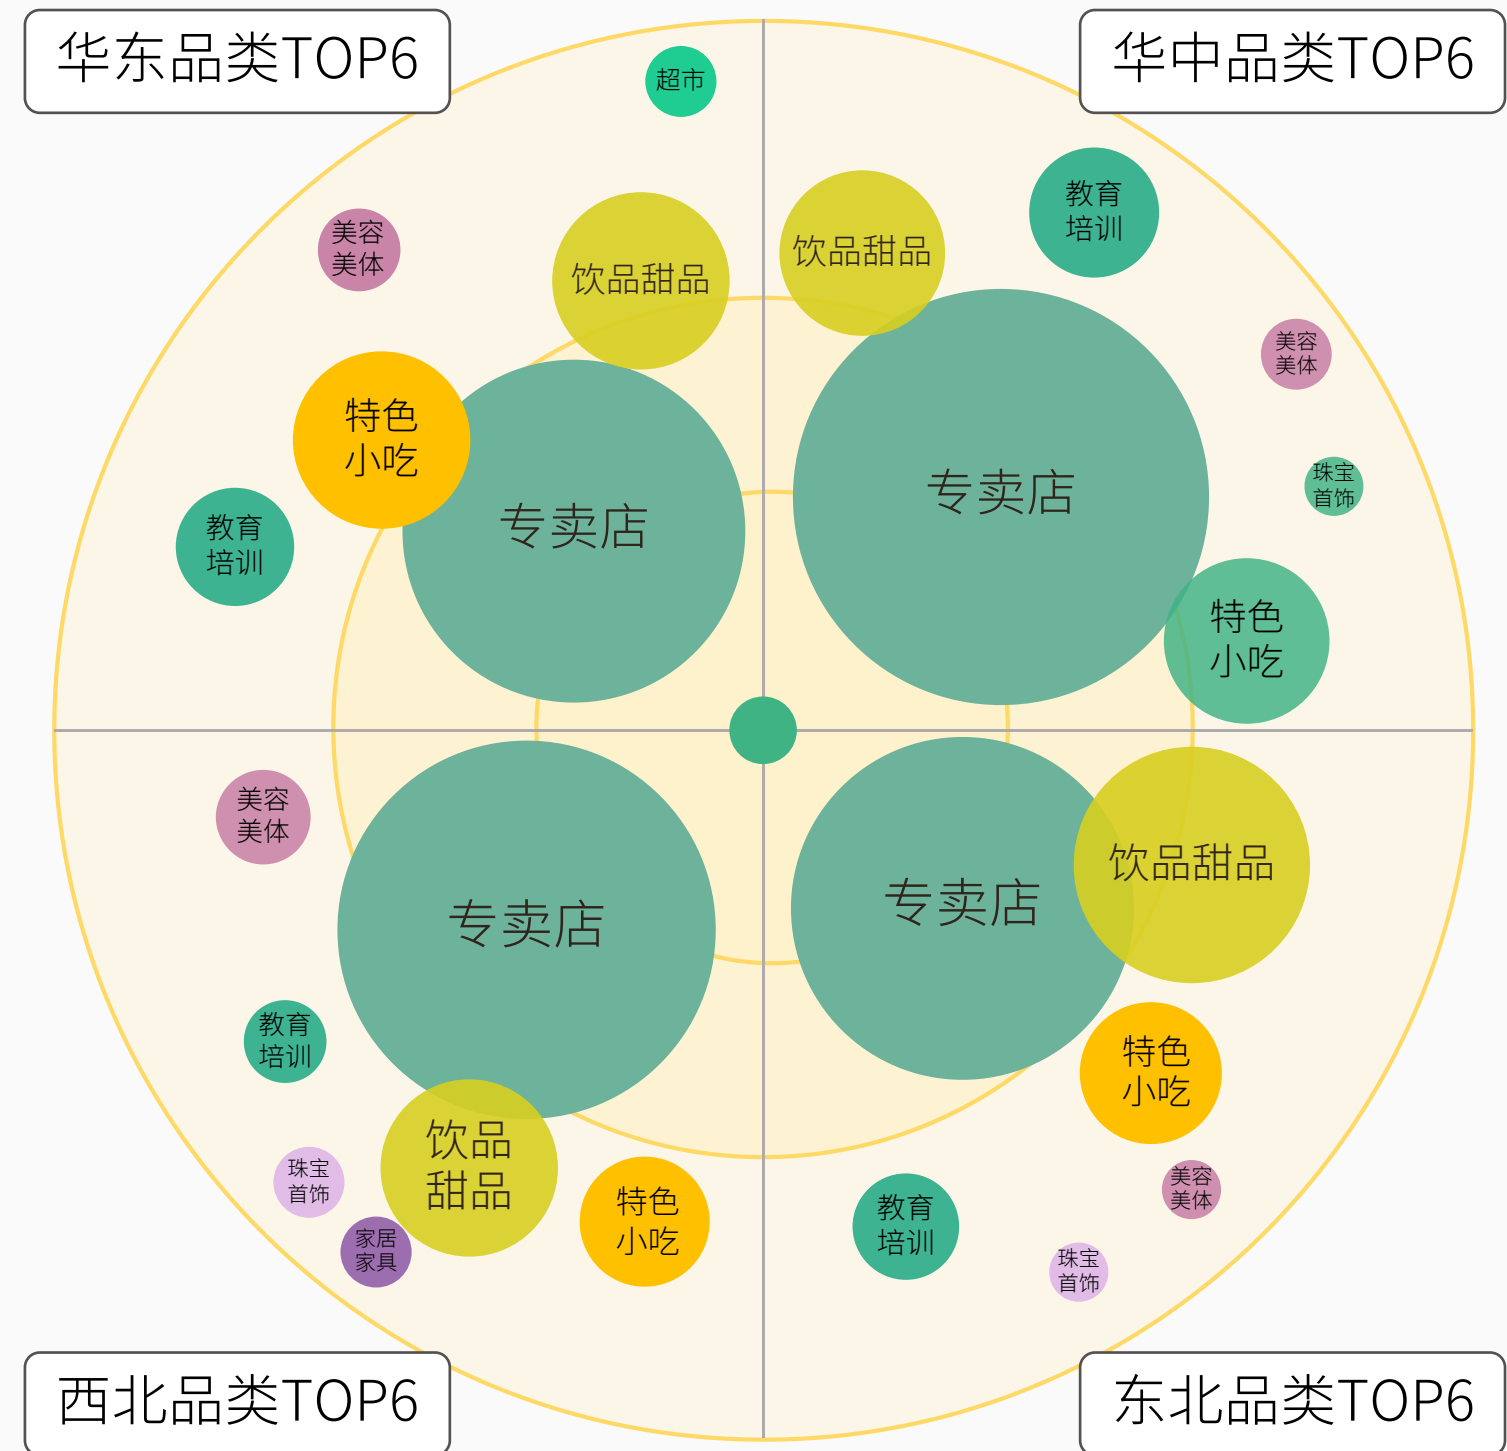 华东品类TOP6
超市
美容
美体
饮品甜品
特色
小吃
教育
培训
专卖店
华中品类TOP6
饮品甜品
教育
培训
美容
美体
珠宝
首饰
专卖店
特色
小吃
美容
美体
专卖店
教育
培训
饮品
甜品
珠宝
首饰
家居
家具
特色
小吃
西北品类TOP6
专卖店
饮品甜品
特色
小吃
美容
美体
教育
培训
珠宝
首饰
东北品类TOP6